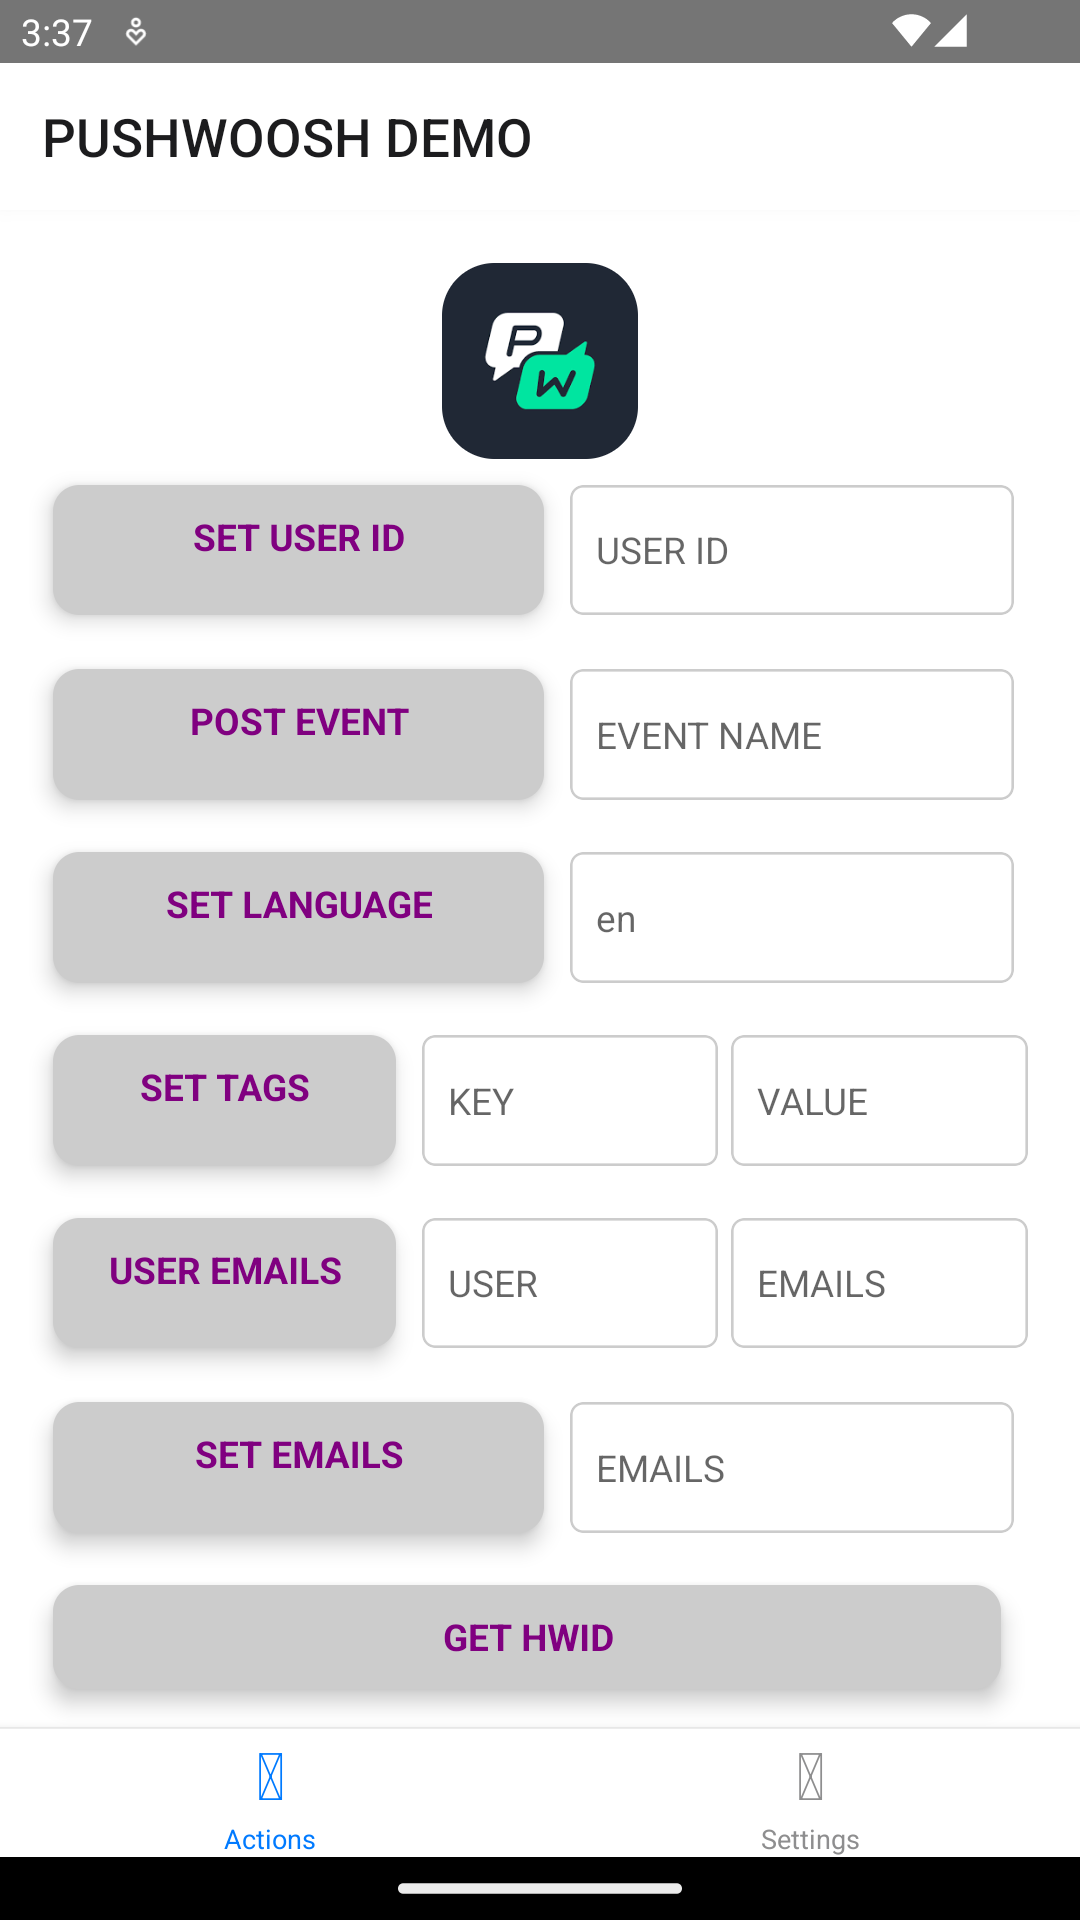 3:37
PUSHWOOSH DEMO
P
W
SET USER ID
USER ID
POST EVENT
EVENT NAME
SET LANGUAGE
en
SET TAGS
KEY
VALUE
USER EMAILS
USER
EMAILS
SET EMAILS
EMAILS
GET HWID
Actions
Settings